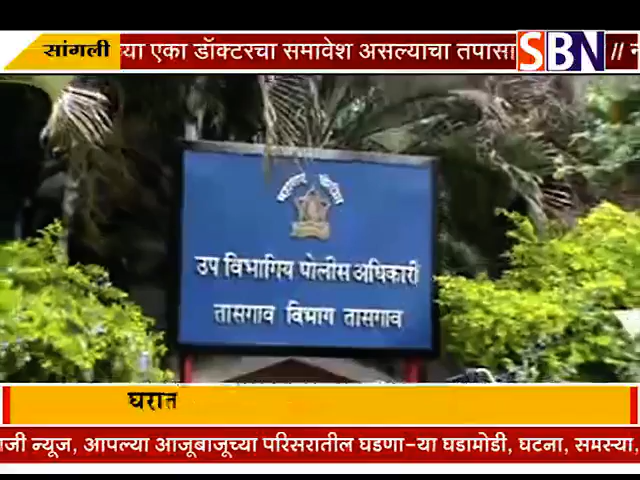 सांगली
च्या एका डॉक्टरचा समावेश असल्याचा तपासा
SBN
//
महाराष्ट्र पोलीस
उप विभागिय पोलीस अधिकारी
तासगाव विभाग तासगाव
घरात
ाजी न्यूज, आपल्या आजूबाजूच्या परिसरातील घडणा-या घडामोडी, घटना, समस्या,